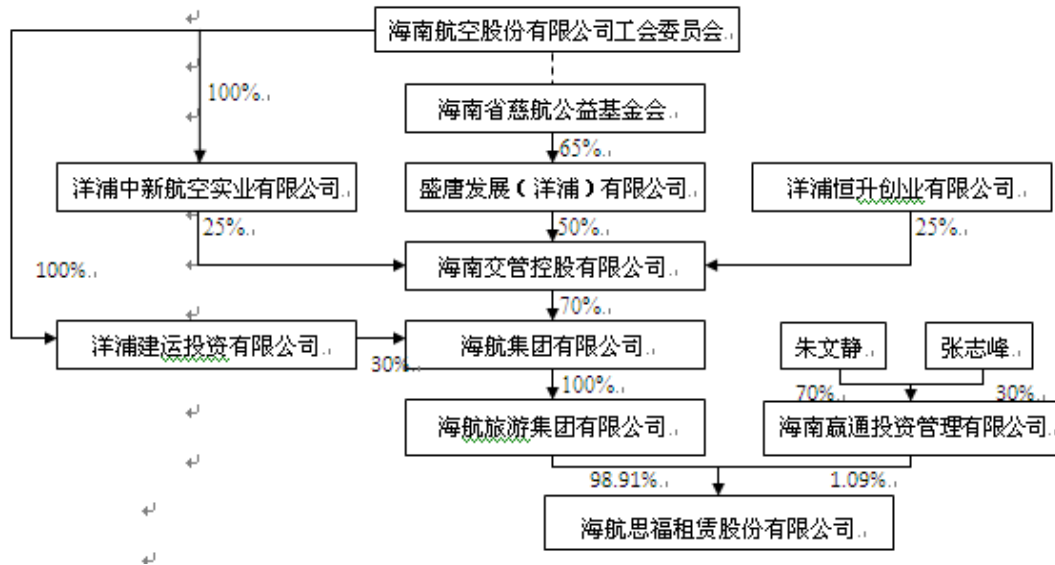 海南航空股份有限公司工会委员会
100%
海南省慈航公益基金会
65%
洋浦中新航空实业有限公司
盛唐发展（洋浦）有限公司
洋浦恒升创业有限公司
25%
50%
25%
海南交管控股有限公司
100%
70%
洋浦建运投资有限公司
30%
海航集团有限公司
朱文静
张志峰
100%
70%
30%
海航旅游集团有限公司
海南赢通投资管理有限公司
98.91%
1.09%
海航思福租赁股份有限公司